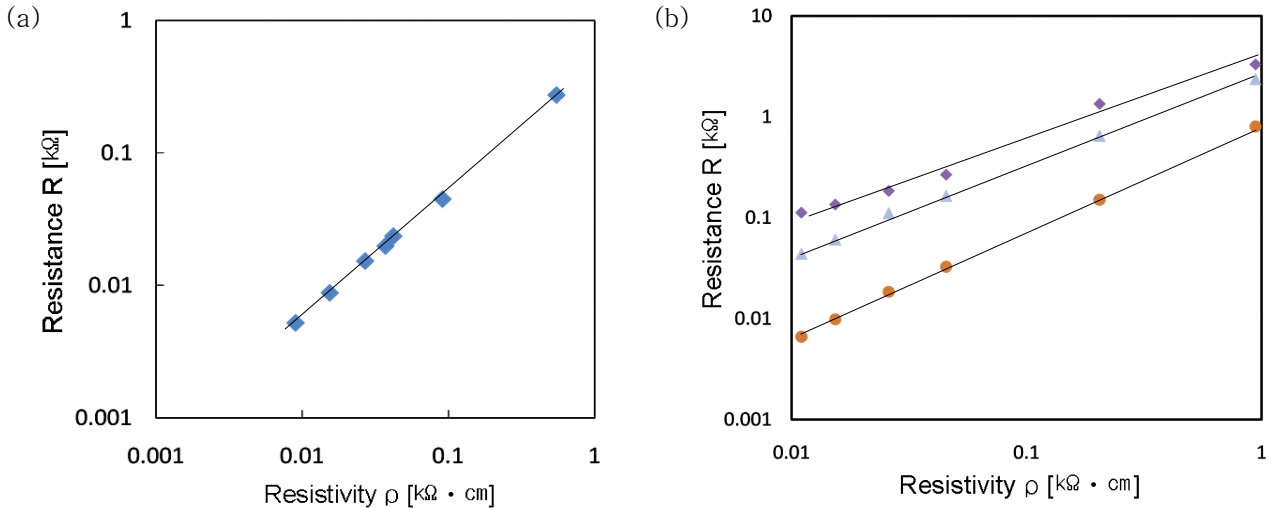 (a)
1
0.1
0.01
0.001
0.001
0.01
0.1
1
Resistance R [kΩ]
Resistivity ρ [kΩ・cm]
(b)
10
1
0.1
0.01
0.001
0.01
0.1
1
Resistance R [kΩ]
Resistivity ρ [kΩ・cm]